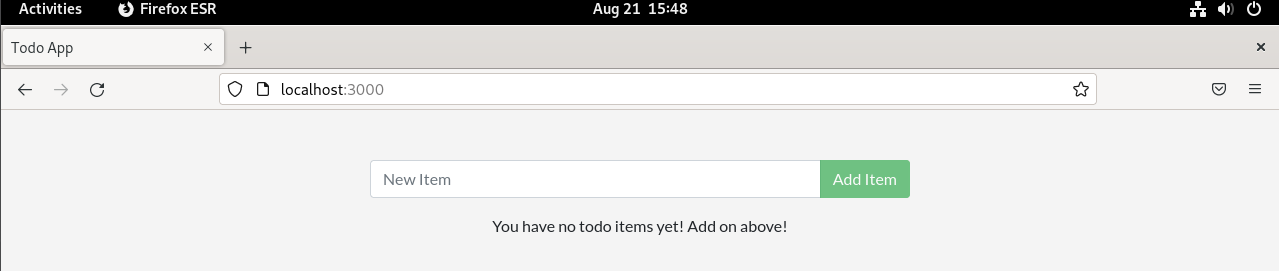 Activities Firefox ESR Aug 21 15:48
Todo App
localhost:3000
New Item Add Item
You have no todo items yet! Add on above!